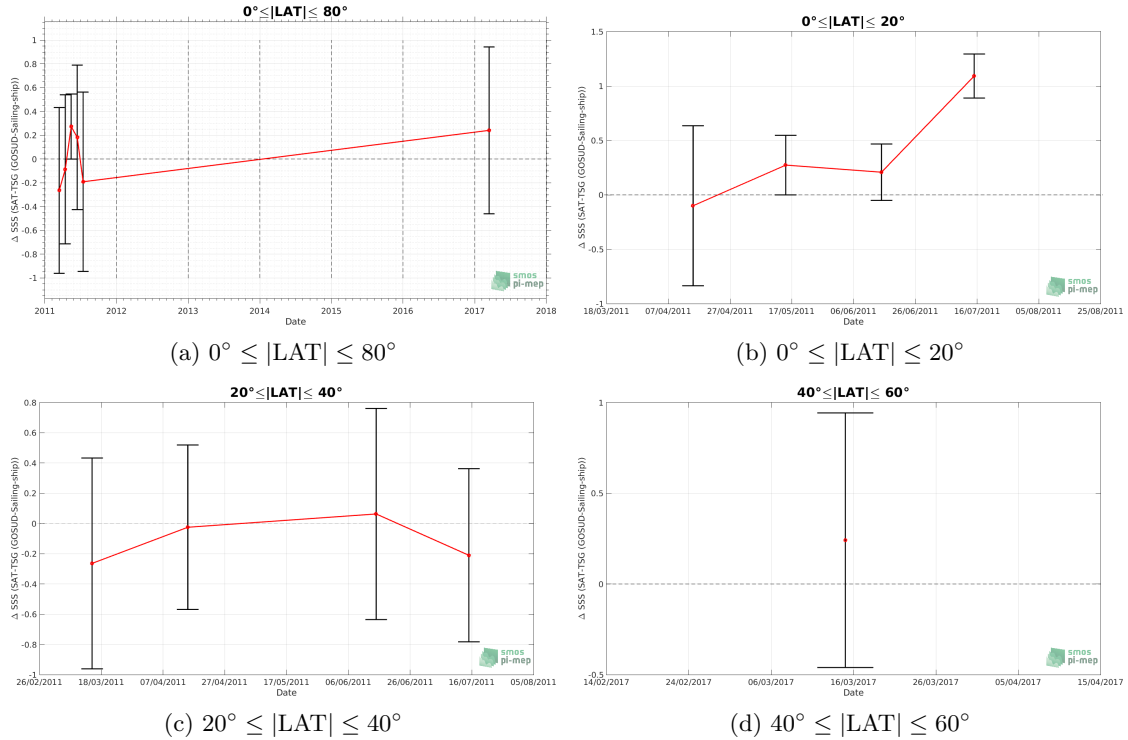 0°≤|LAT|≤ 80°
Δ SSS (SAT-TSG (GOSUD-Sailing-ship))
1
0.8
0.6
0.4
0.2
0
-0.2
-0.4
-0.6
-0.8
-1
2011 2012 2013 2014 2015 2016 2017 2018
Date
smos
pi-mep
(a) 0° ≤ |LAT| ≤ 80°
0°≤|LAT|≤ 20°
Δ SSS (SAT-TSG (GOSUD-Sailing-ship))
1.5
1
0.5
0
-0.5
-1
18/03/2011 07/04/2011 27/04/2011 17/05/2011 06/06/2011 26/06/2011 16/07/2011 05/08/2011 25/08/2011
Date
smos
pi-mep
(b) 0° ≤ |LAT| ≤ 20°
20°≤|LAT|≤ 40°
Δ SSS (SAT-TSG (GOSUD-Sailing-ship))
0.8
0.6
0.4
0.2
0
-0.2
-0.4
-0.6
-0.8
-1
26/02/2011 18/03/2011 07/04/2011 27/04/2011 17/05/2011 06/06/2011 26/06/2011 16/07/2011 05/08/2011
Date
smos
pi-mep
(c) 20° ≤ |LAT| ≤ 40°
40°≤|LAT|≤ 60°
Δ SSS (SAT-TSG (GOSUD-Sailing-ship))
1
0.5
0
-0.5
14/02/2017 24/02/2017 06/03/2017 16/03/2017 26/03/2017 05/04/2017 15/04/2017
Date
smos
pi-mep
(d) 40° ≤ |LAT| ≤ 60°